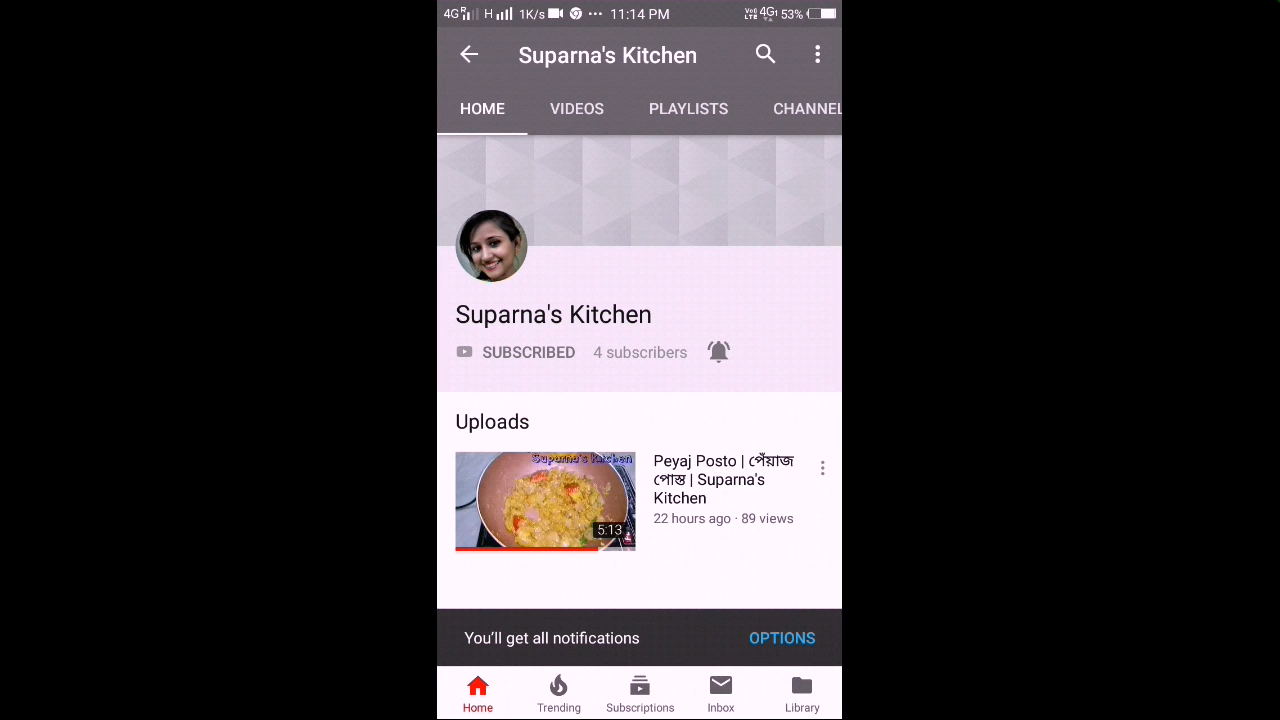 4G R H 1K/s ••• 11:14 PM VoLTE 4G 53%
Suparna's Kitchen
HOME VIDEOS PLAYLISTS CHANNEL
Suparna's Kitchen
SUBSCRIBED 4 subscribers
Uploads
Suparna's Kitchen
5:13
Peyaj Posto | পেঁয়াজ
পোস্ত | Suparna's
Kitchen
22 hours ago · 89 views
You’ll get all notifications OPTIONS
Home Trending Subscriptions Inbox Library